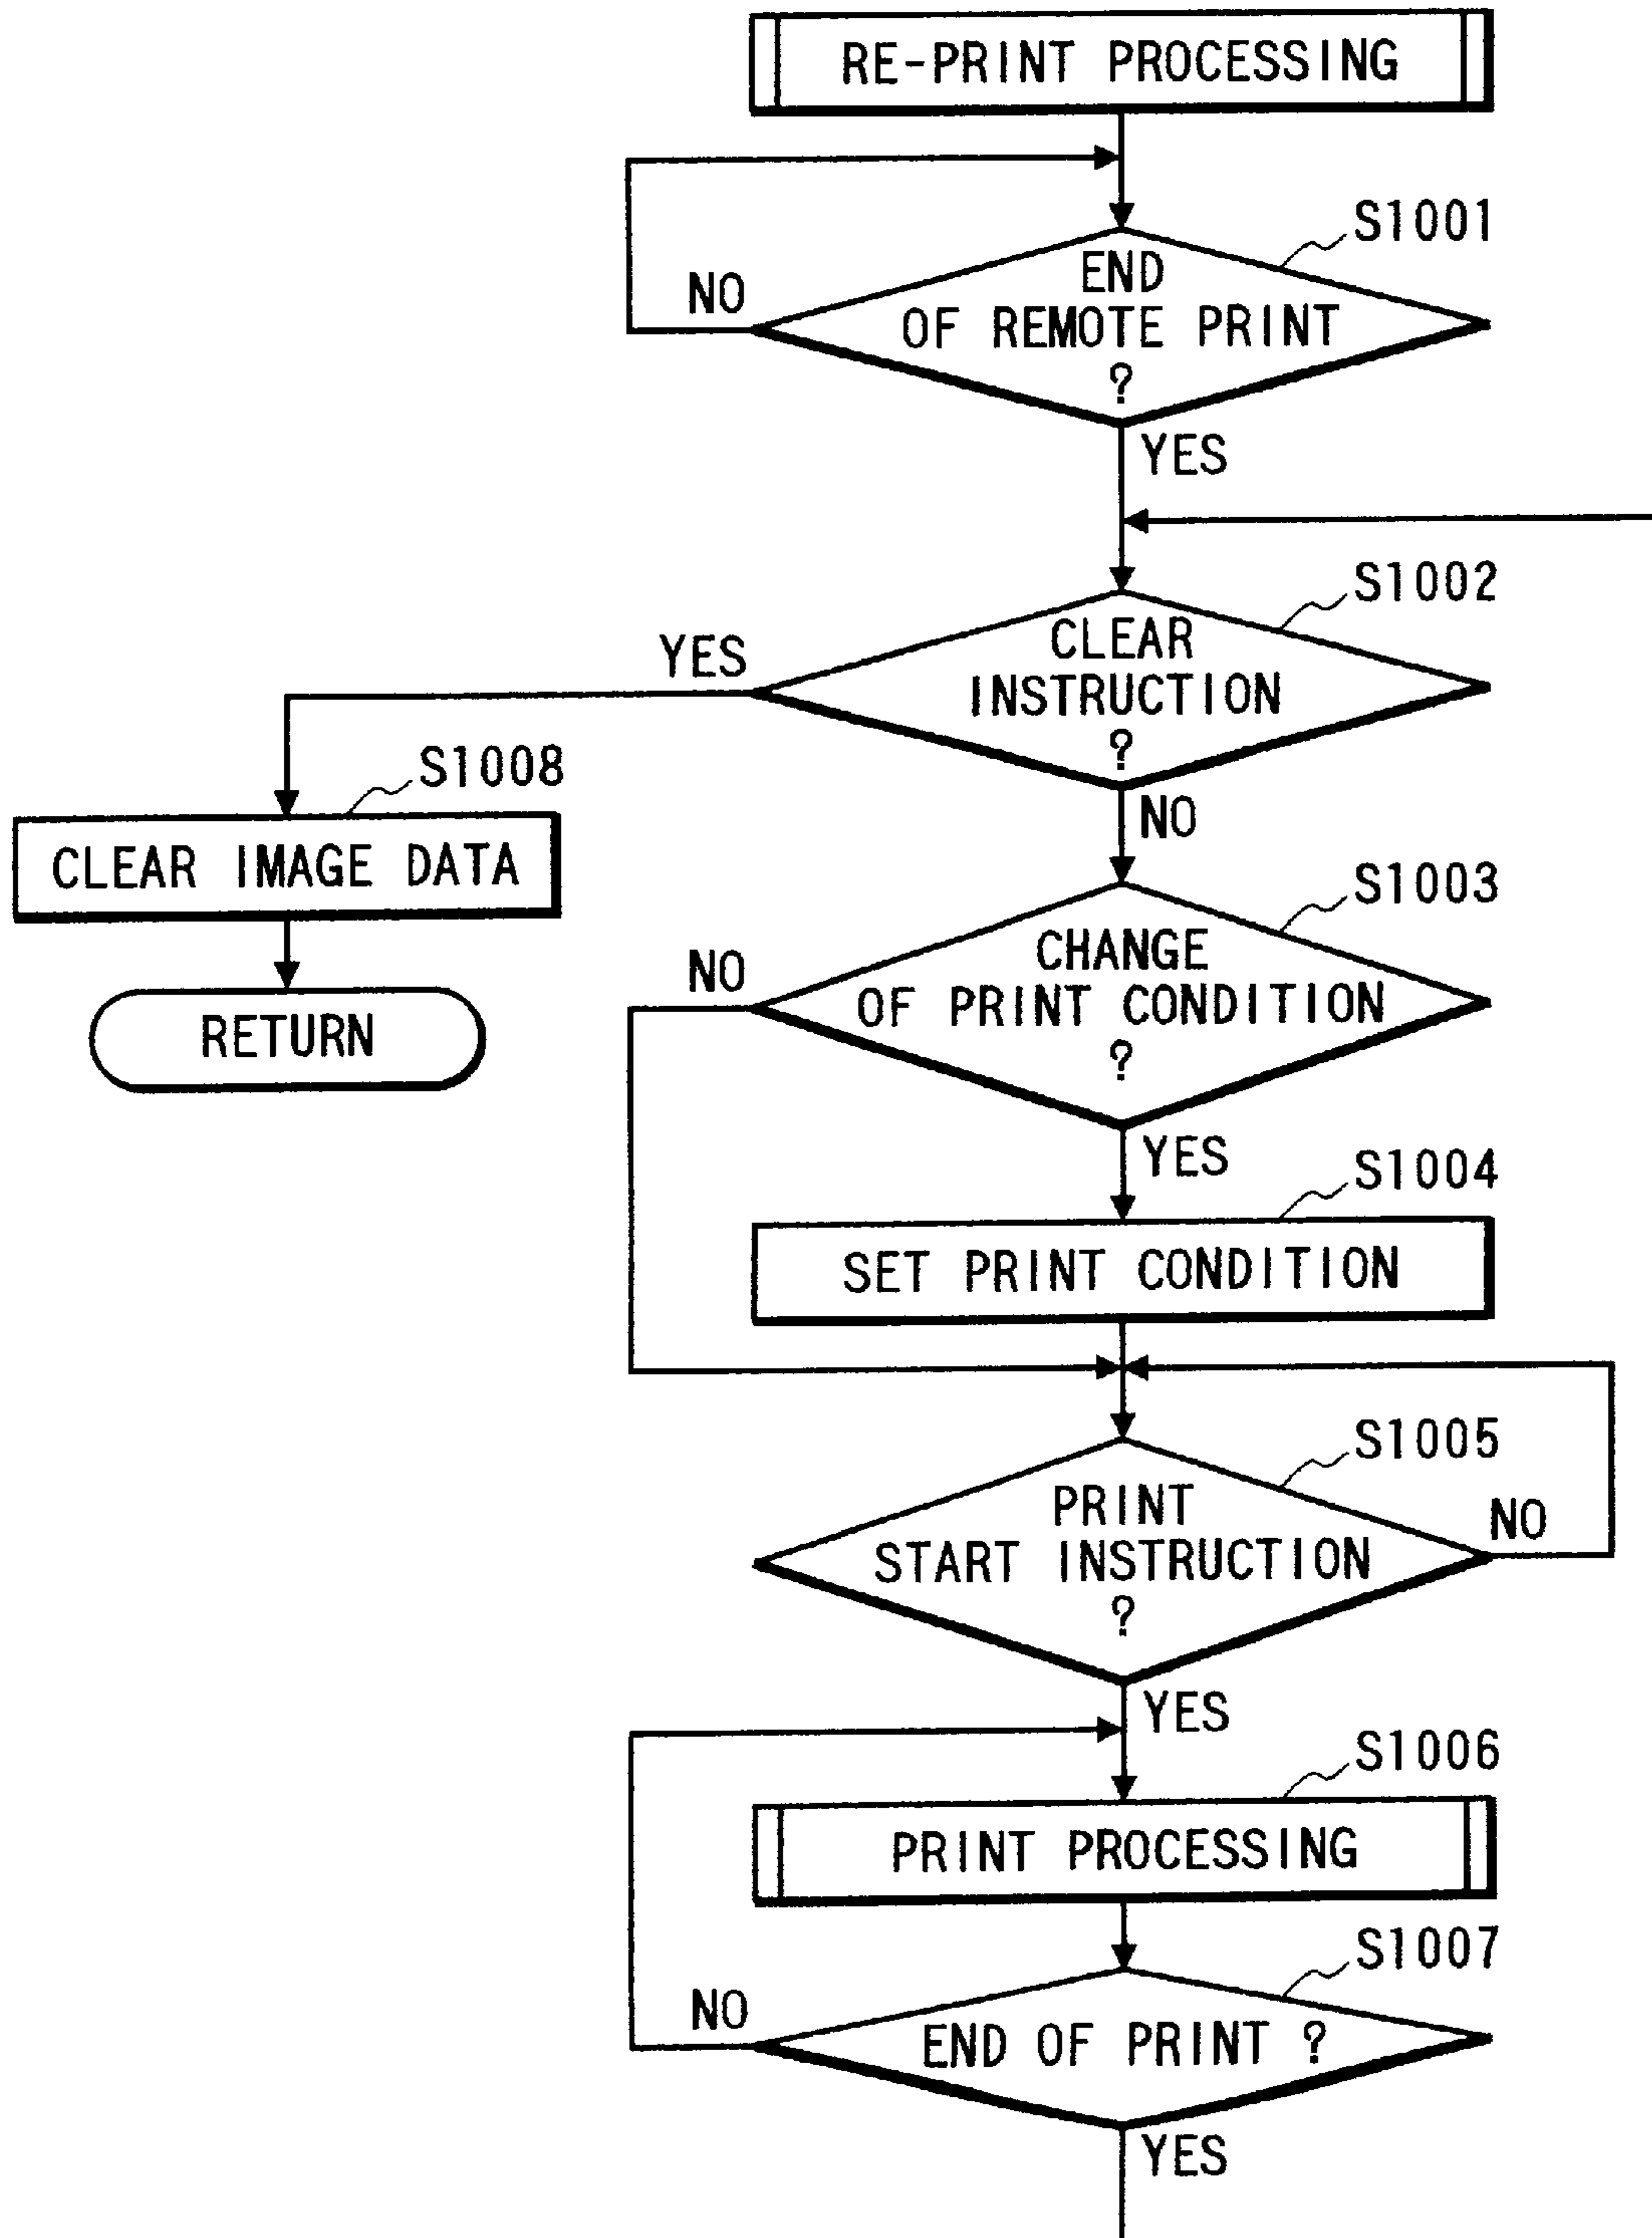 RE-PRINT PROCESSING
S1001
END
OF REMOTE PRINT
?
NO
YES
S1002
CLEAR
INSTRUCTION
?
YES
NO
S1008
CLEAR IMAGE DATA
RETURN
S1003
CHANGE
OF PRINT CONDITION
?
NO
YES
S1004
SET PRINT CONDITION
S1005
PRINT
START INSTRUCTION
?
NO
YES
S1006
PRINT PROCESSING
S1007
END OF PRINT ?
NO
YES